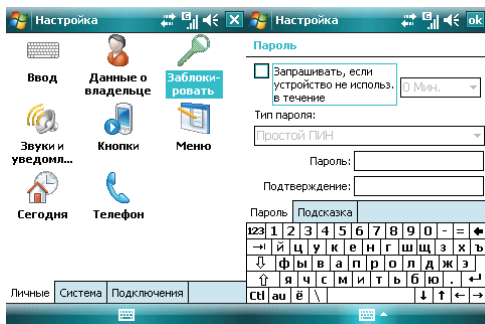 Настройка
Ввод
Данные о
владельце
Заблоки-
ровать
Звуки и
уведомл...
Кнопки
Меню
Сегодня
Телефон
Личные Система Подключения
Настройка ok
Пароль
Запрашивать, если
устройство не использ.
в течение
0 Мин.
Тип пароля:
Простой ПИН
Пароль:
Подтверждение:
Пароль Подсказка
123 1 2 3 4 5 6 7 8 9 0 - =
й ц у к е н г ш щ з х ъ
ф ы в а п р о л д ж э
я ч с м и т ь б ю .
Ctl au ё \